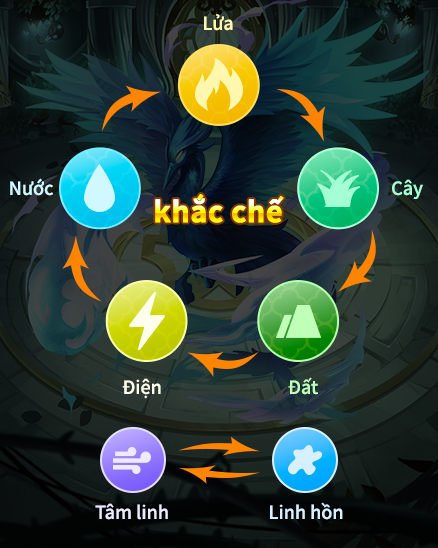 Lửa
Nước
Cây
khắc chế
Điện
Đất
Tâm linh
Linh hồn